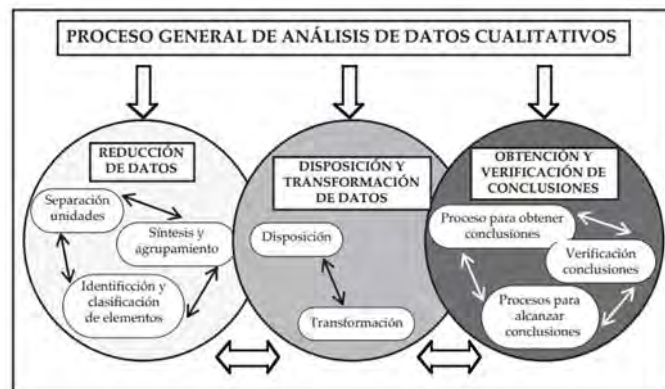 PROCESO GENERAL DE ANÁLISIS DE DATOS CUALITATIVOS
REDUCCIÓN
DE DATOS
Separación
unidades
Síntesis y
agrupamiento
Identificción y
clasificación
de elementos
DISPOSICIÓN Y
TRANSFORMACIÓN
DE DATOS
Disposición
Transformación
OBTENCIÓN Y
VERIFICACIÓN DE
CONCLUSIONES
Proceso para obtener
conclusiones
Verificación
conclusiones
Procesos para
alcanzar
conclusiones